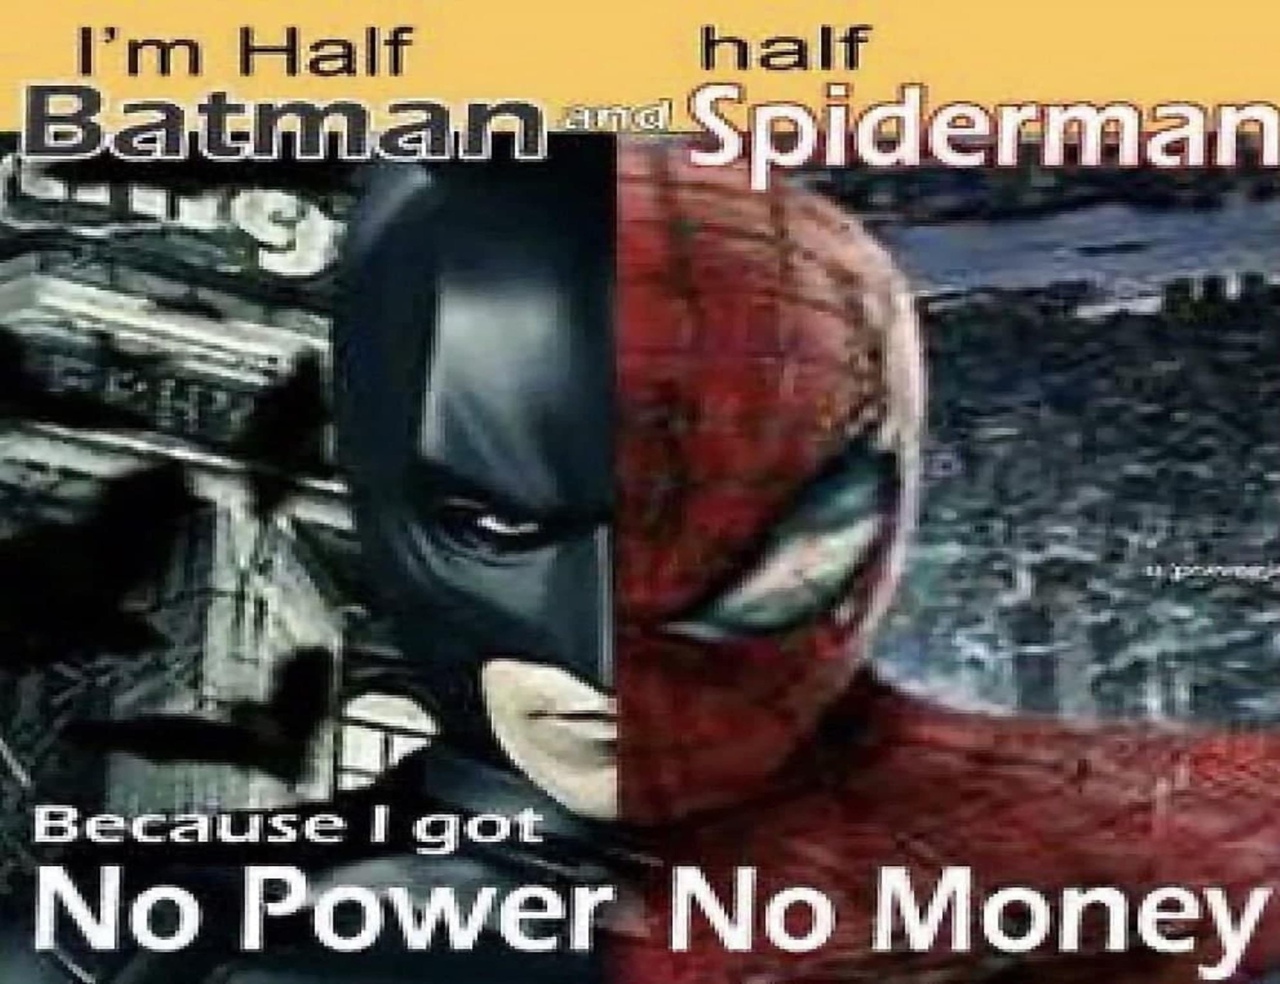 I'm Half
Batman and
half
Spiderman
Because I got
No Power
No Money